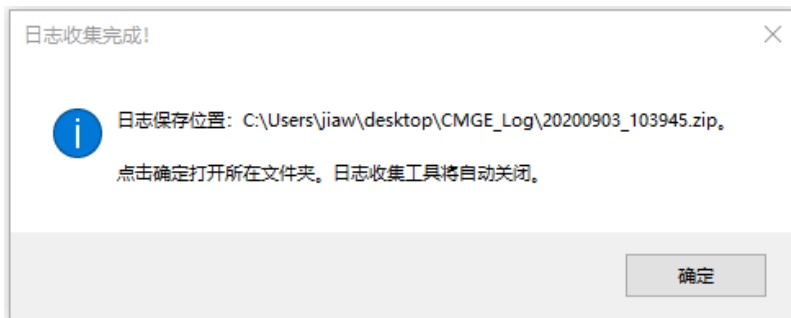 日志收集完成!
日志保存位置：C:\Users\jiaw\desktop\CMGE_Log\20200903_103945.zip。
点击确定打开所在文件夹。日志收集工具将自动关闭。
确定